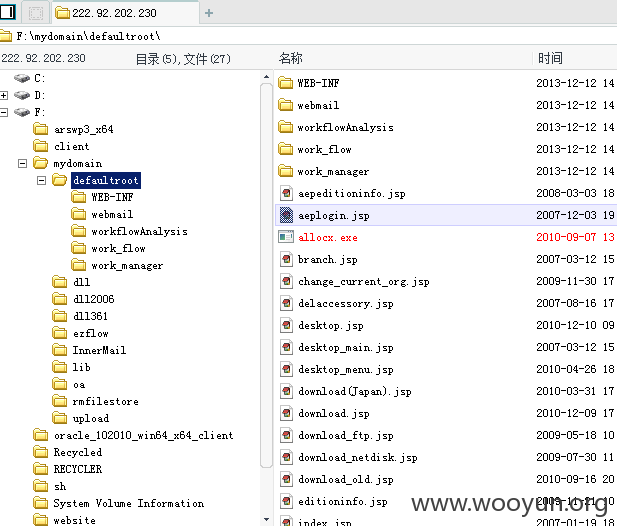 222.92.202.230
F:\mydomain\defaultroot\
222.92.202.230 目录(5),文件(27) 名称 时间
C:
D:
F:
arswp3_x64
client
mydomain
defaultroot
WEB-INF
webmail
workflowAnalysis
work_flow
work_manager
dll
dll2006
dll361
ezflow
InnerMail
lib
oa
rmfilestore
upload
oracle_102010_win64_x64_client
Recycled
RECYCLER
sh
System Volume Information
website
WEB-INF 2013-12-12 14
webmail 2013-12-12 14
workflowAnalysis 2013-12-12 14
work_flow 2013-12-12 14
work_manager 2013-12-12 14
aepeditioninfo.jsp 2008-03-03 18
aeplogin.jsp 2007-12-03 19
allocx.exe 2010-09-07 13
branch.jsp 2007-03-12 15
change_current_org.jsp 2009-11-30 17
delaccessory.jsp 2007-08-16 17
desktop.jsp 2010-12-10 09
desktop_main.jsp 2007-03-12 15
desktop_menu.jsp 2010-04-26 18
download(Japan).jsp 2010-03-31 17
download.jsp 2010-12-09 17
download_ftp.jsp 2009-05-18 10
download_netdisk.jsp 2009-07-30 11
download_old.jsp 2010-09-16 20
editioninfo.jsp 2009-11-21 10
index.jsp 2007-01-19 18
www.wooyun.org